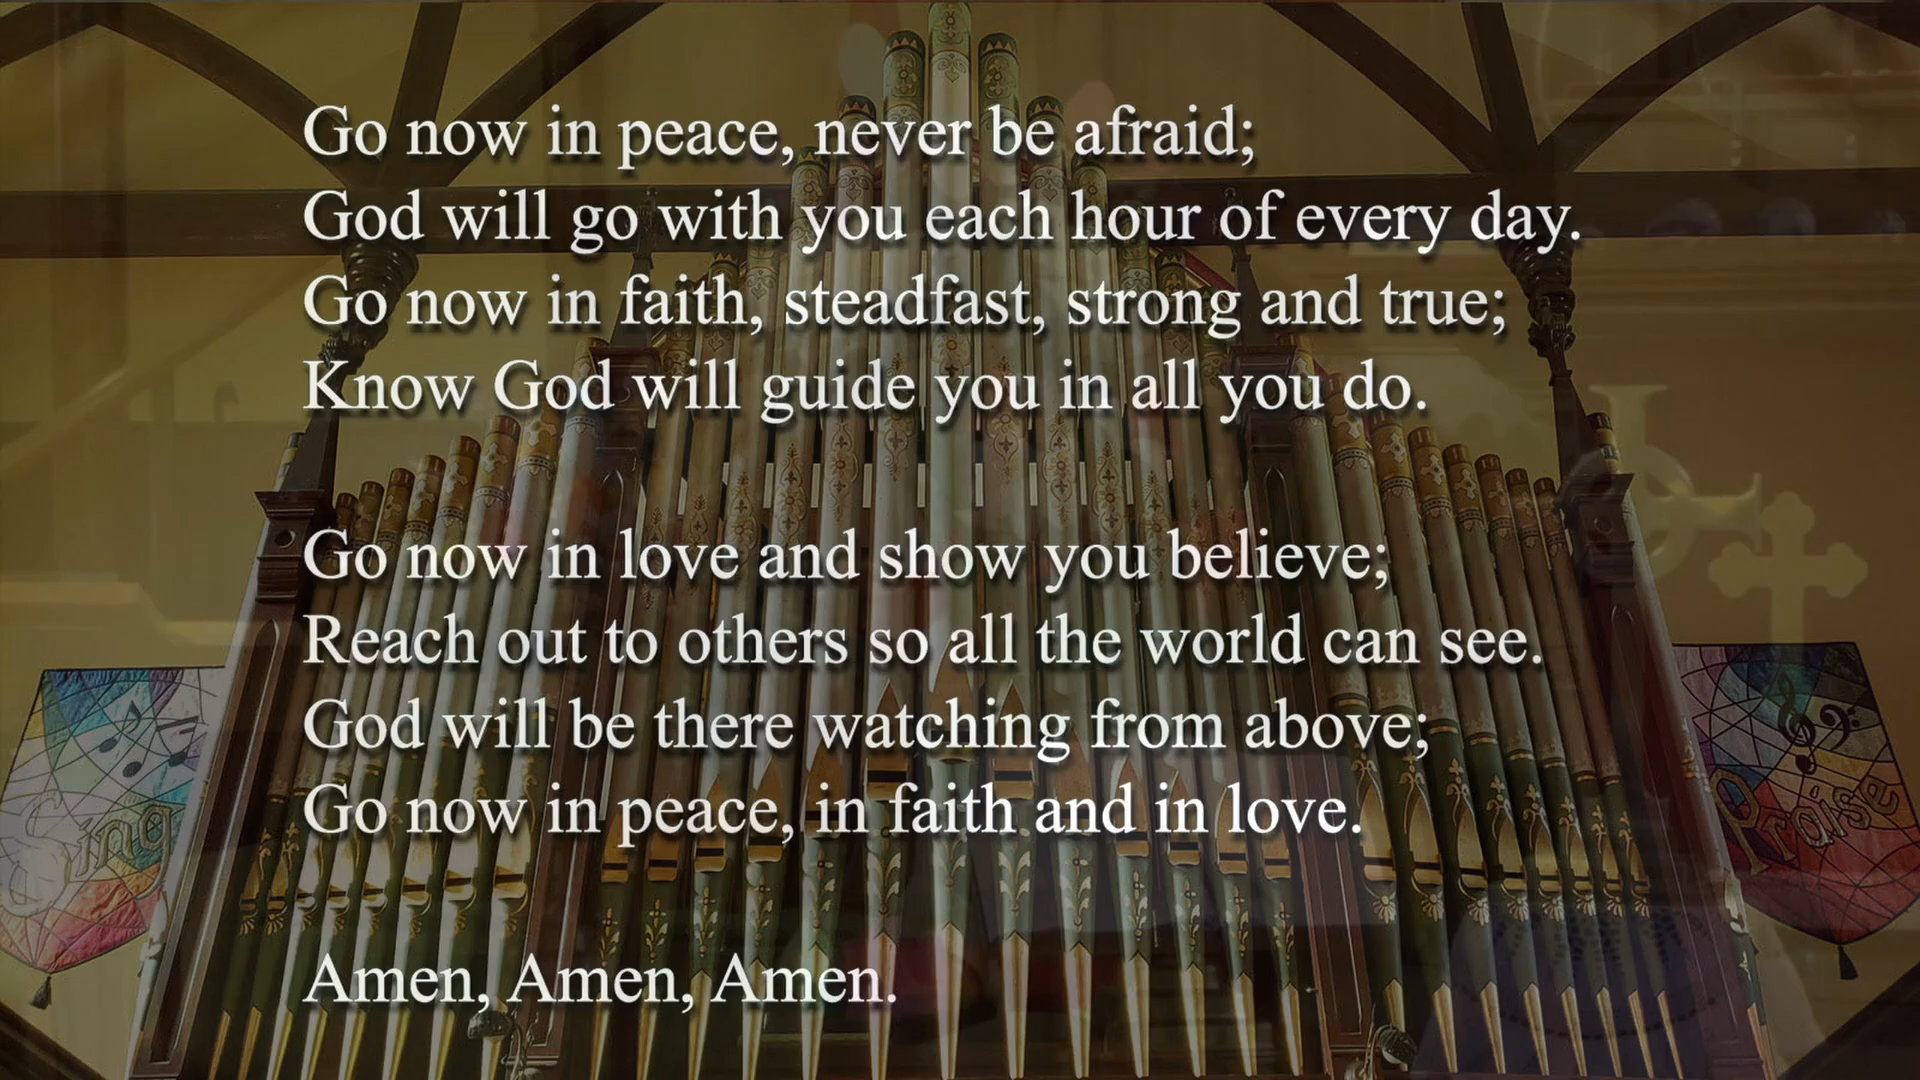 Go now in peace, never be afraid;
God will go with you each hour of every day.
Go now in faith, steadfast, strong and true;
Know God will guide you in all you do.
Go now in love and show you believe;
Reach out to others so all the world can see.
God will be there watching from above;
Go now in peace, in faith and in love.
Amen, Amen, Amen.
Sing
Praise